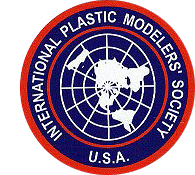 INTERNATIONAL PLASTIC MODELERS' SOCIETY
U.S.A.